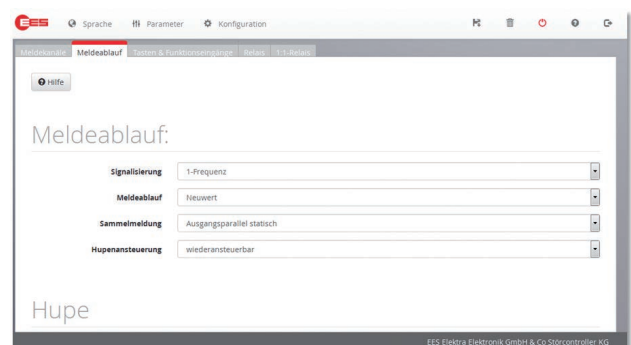 EES Sprache Parameter Konfiguration
Meldekanäle Meldeablauf Tasten & Funktionseingänge Relais 1:1-Relais
Hilfe
Meldeablauf:
Signalisierung 1-Frequenz
Meldeablauf Neuwert
Sammelmeldung Ausgangsparallel statisch
Hupenansteuerung wiederansteuerbar
Hupe
EES Elektra Elektronik GmbH & Co Störcontroller KG